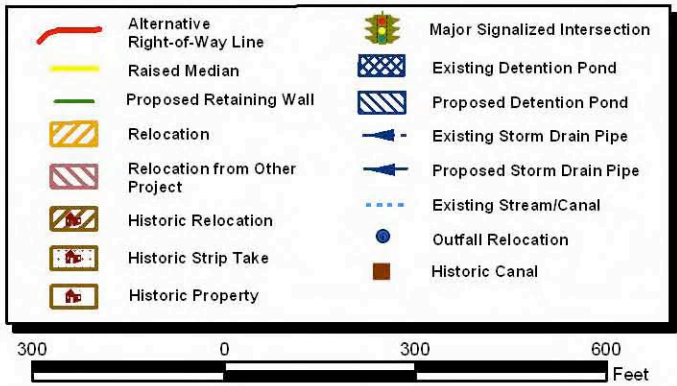 Alternative
Right-of-Way Line
Raised Median
Proposed Retaining Wall
Relocation
Relocation from Other
Project
Historic Relocation
Historic Strip Take
Historic Property
Major Signalized Intersection
Existing Detention Pond
Proposed Detention Pond
Existing Storm Drain Pipe
Proposed Storm Drain Pipe
Existing Stream/Canal
Outfall Relocation
Historic Canal
300 0 300 600
Feet